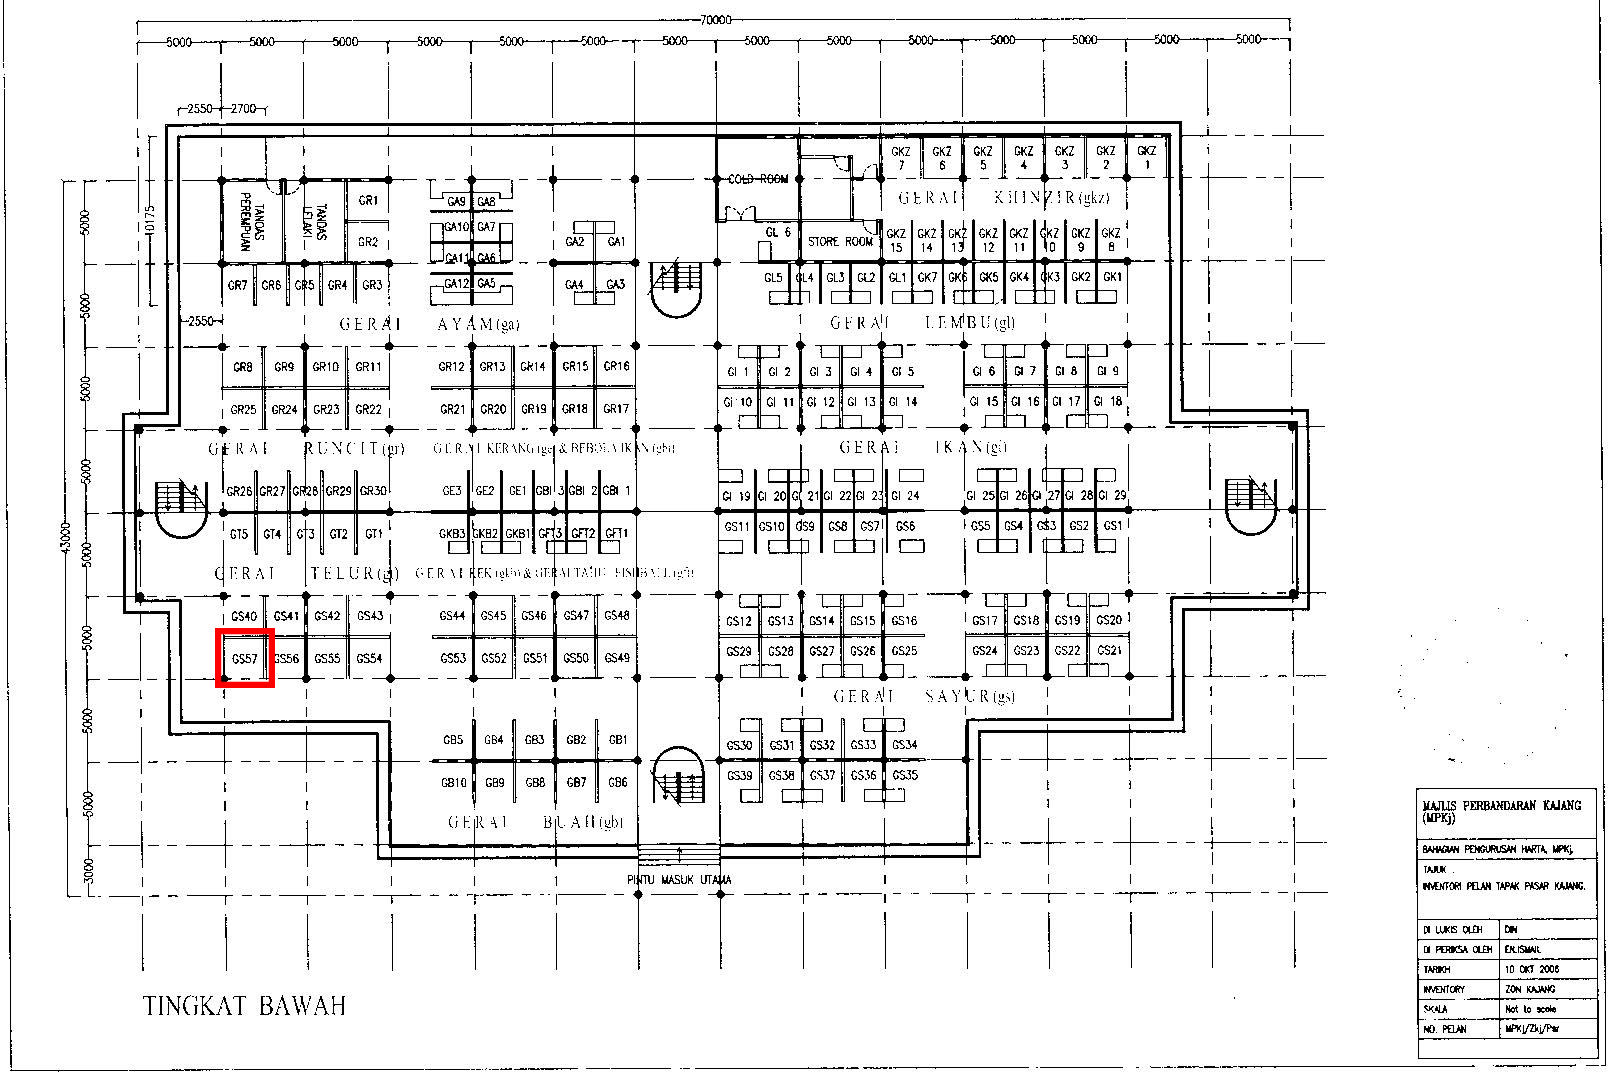 70000
5000 5000 5000 5000 5000 5000 5000 5000 5000 5000 5000 5000 5000 5000
2550 2700
GKZ 7 GKZ 6 GKZ 5 GKZ 4 GKZ 3 GKZ 2 GKZ 1
COLD ROOM
GERAI KHINZIR(gkz)
TANDAS PEREMPUAN
TANDAS LELAKI
GR1
GR2
GA9 GA8
GA10 GA7
GA11 GA6
GA12 GA5
GA2 GA1
GA4 GA3
GL 6
STORE ROOM
GKZ 15 GKZ 14 GKZ 13 GKZ 12 GKZ 11 GKZ 10 GKZ 9 GKZ 8
5000
10175
GR7 GR6 GR5 GR4 GR3
GL5 GL4 GL3 GL2 GL1 GK7 GK6 GK5 GK4 GK3 GK2 GK1
5000
2550
GERAI AYAM(ga)
GERAI LEMBU(gl)
GR8 GR9 GR10 GR11 GR12 GR13 GR14 GR15 GR16
GI 1 GI 2 GI 3 GI 4 GI 5 GI 6 GI 7 GI 8 GI 9
5000
GR25 GR24 GR23 GR22 GR21 GR20 GR19 GR18 GR17
GI 10 GI 11 GI 12 GI 13 GI 14 GI 15 GI 16 GI 17 GI 18
GERAI RUNCIT(gr)
GERAI KERANG(ge) & BEBOLA IKAN(gbi)
GERAI IKAN(gi)
5000
GR26 GR27 GR28 GR29 GR30 GE3 GE2 GE1 GBI 3 GBI 2 GBI 1
GI 19 GI 20 GI 21 GI 22 GI 23 GI 24 GI 25 GI 26 GI 27 GI 28 GI 29
GT5 GT4 GT3 GT2 GT1 GKB3 GKB2 GKB1 GFT3 GFT2 GFT1
GS11 GS10 GS9 GS8 GS7 GS6 GS5 GS4 GS3 GS2 GS1
43000
5000
GERAI TELUR(gt)
GERAI KEK(gkb) & GERAI TAHU FISHBALL(gft)
GS40 GS41 GS42 GS43 GS44 GS45 GS46 GS47 GS48
GS12 GS13 GS14 GS15 GS16 GS17 GS18 GS19 GS20
5000
GS57 GS56 GS55 GS54 GS53 GS52 GS51 GS50 GS49
GS29 GS28 GS27 GS26 GS25 GS24 GS23 GS22 GS21
GERAI SAYUR(gs)
5000
GB5 GB4 GB3 GB2 GB1
GS30 GS31 GS32 GS33 GS34
GB10 GB9 GB8 GB7 GB6
GS39 GS38 GS37 GS36 GS35
5000
GERAI BUAH(gb)
3000
PINTU MASUK UTAMA
TINGKAT BAWAH
MAJLIS PERBANDARAN KAJANG
(MPKj)
BAHAGIAN PENGURUSAN HARTA, MPKj.
TAJUK
INVENTORI PELAN TAPAK PASAR KAJANG.
DI LUKIS OLEH DIN
DI PERIKSA OLEH EN.ISMAIL
TARIKH 10 OKT 2006
INVENTORY ZON KAJANG
SKALA Not to scale
NO. PELAN MPKj/Zkj/Psr